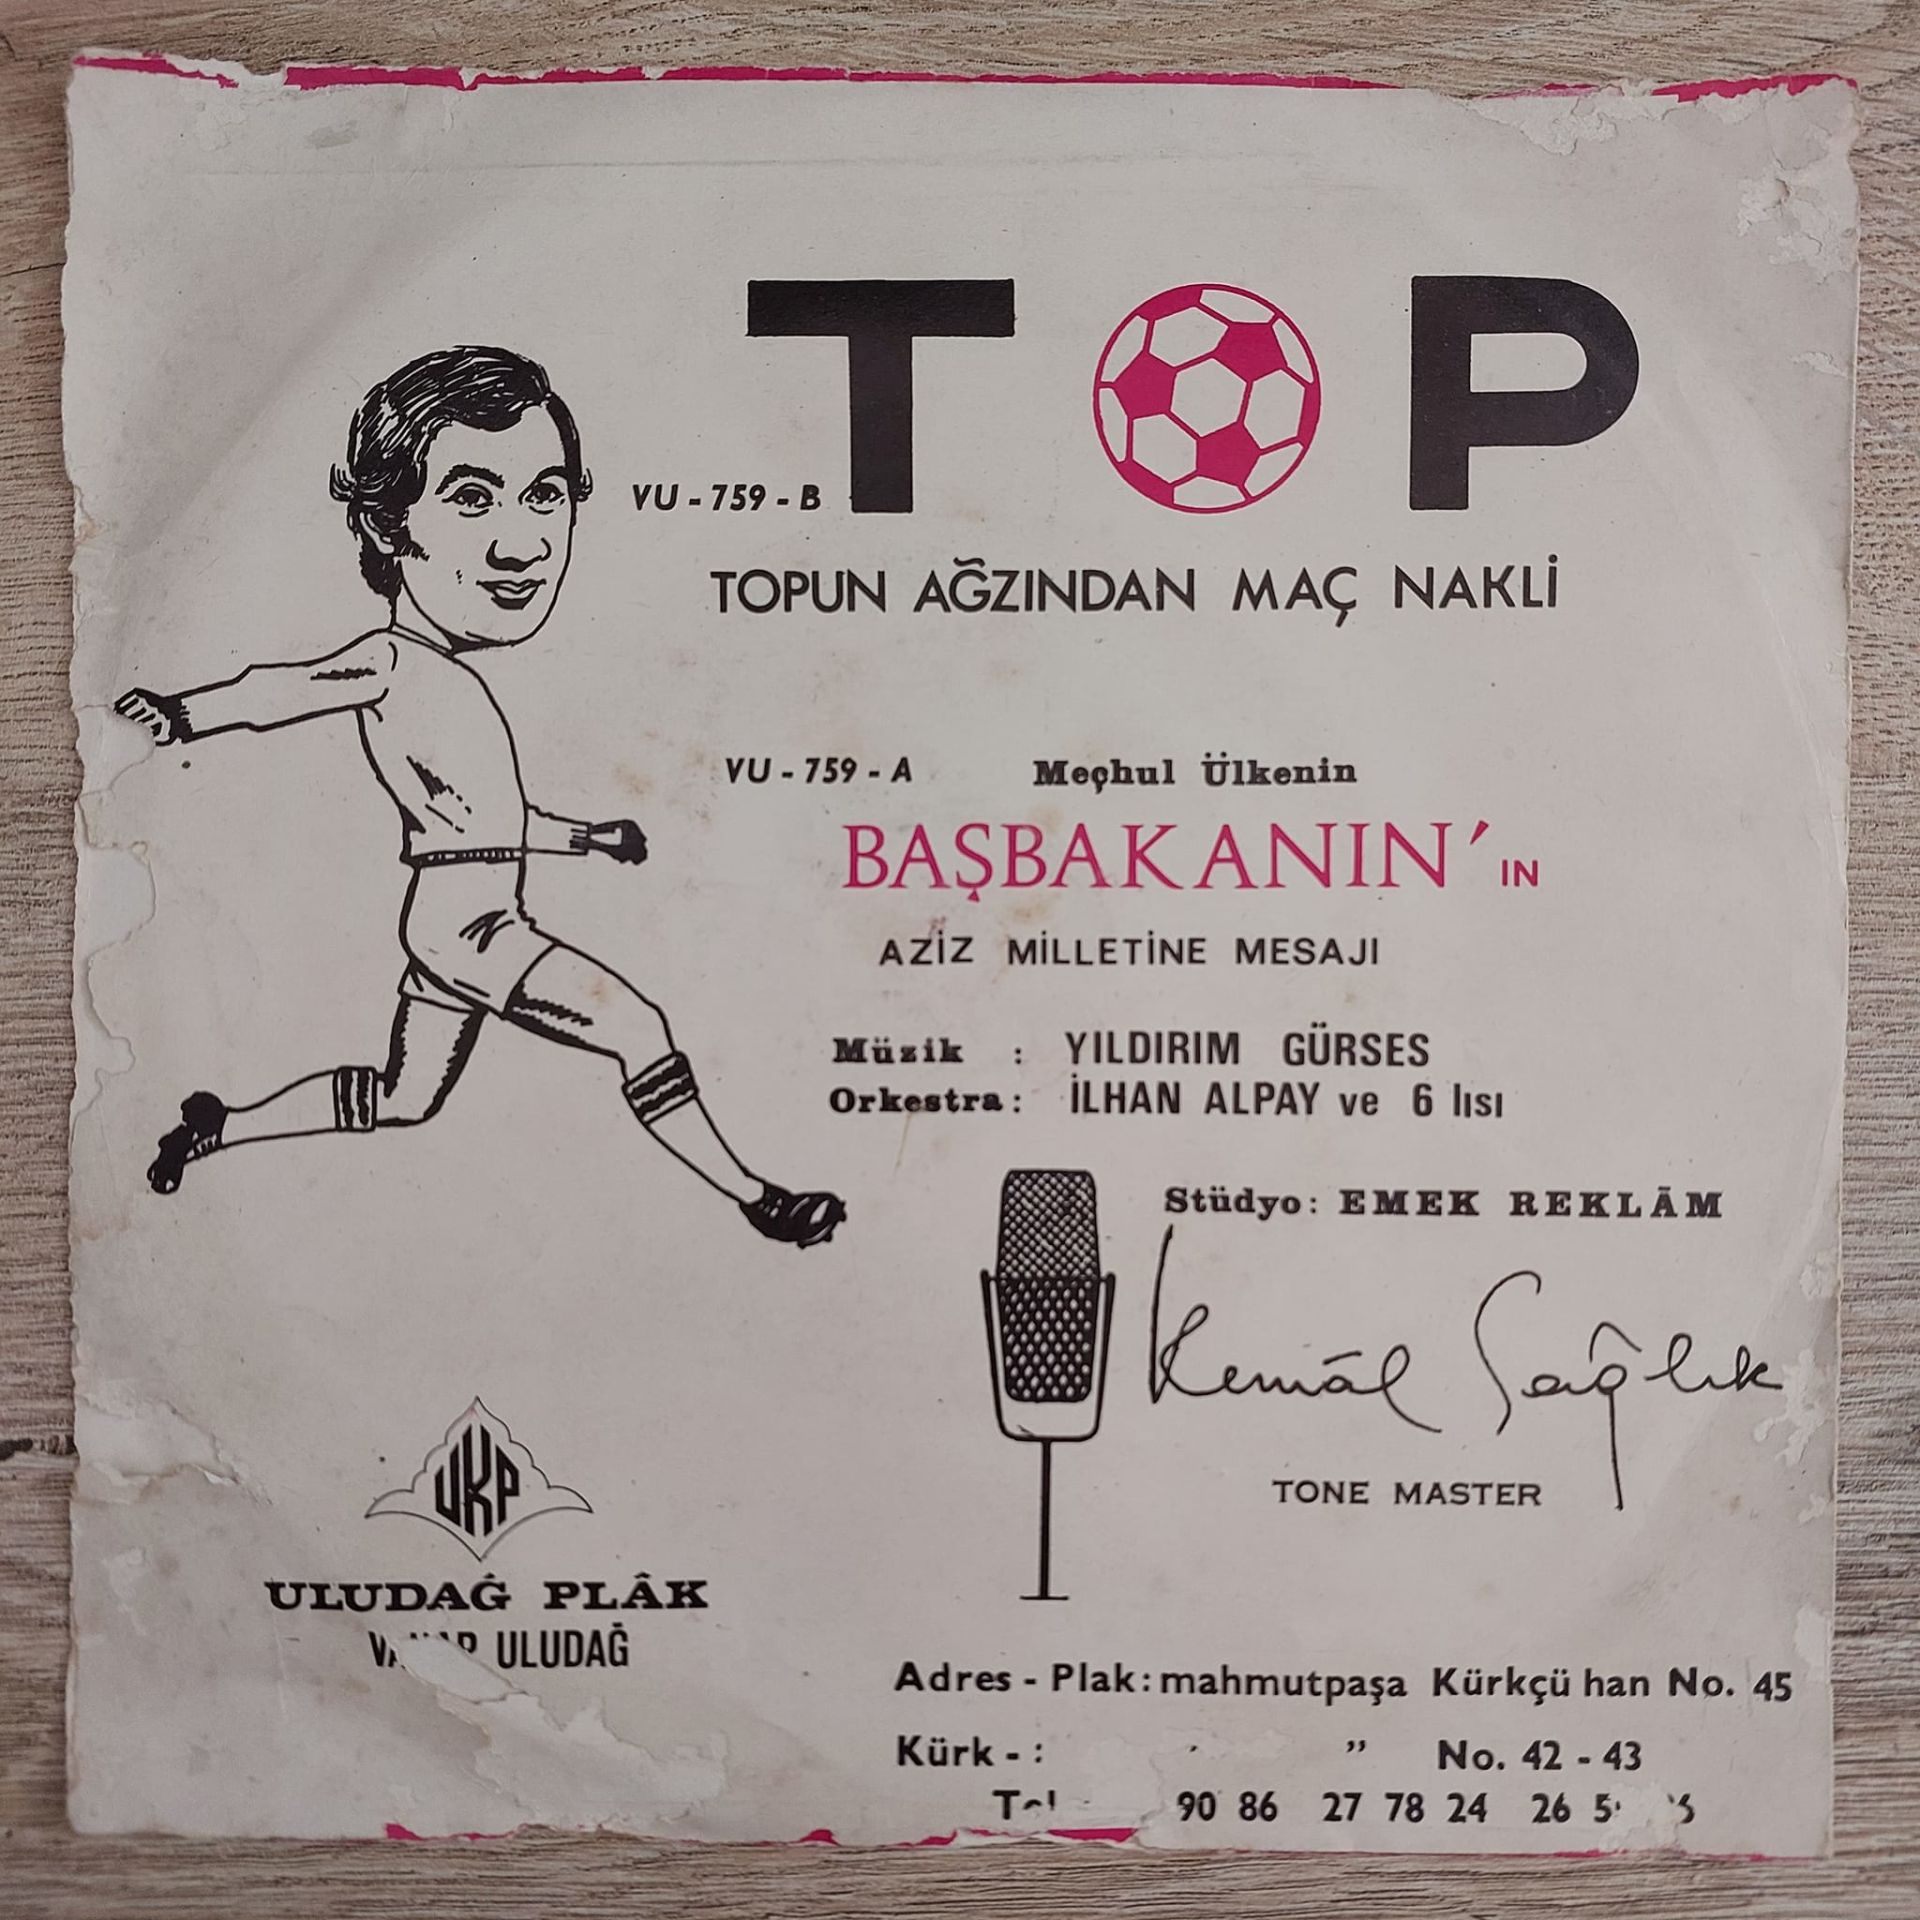 TOP
VU - 759 - B
TOPUN AĞZINDAN MAÇ NAKLİ
VU - 759 - A Meçhul Ülkenin
BAŞBAKANIN' IN
AZİZ MİLLETİNE MESAJI
Müzik : YILDIRIM GÜRSES
Orkestra : İLHAN ALPAY ve 6 lısı
Stüdyo : EMEK REKLÂM
Kemâl Sağlık
TONE MASTER
UKP
ULUDAĞ PLÂK
ULUDAĞ
Adres - Plak : mahmutpaşa Kürkçü han No. 45
Kürk - : " No. 42 - 43
90 86 27 78 24 26